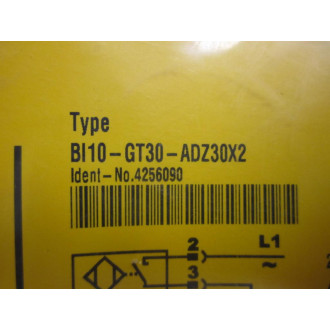 Type
BI10-GT30-ADZ30X2
Ident-No.4256090
2 L1
~
3